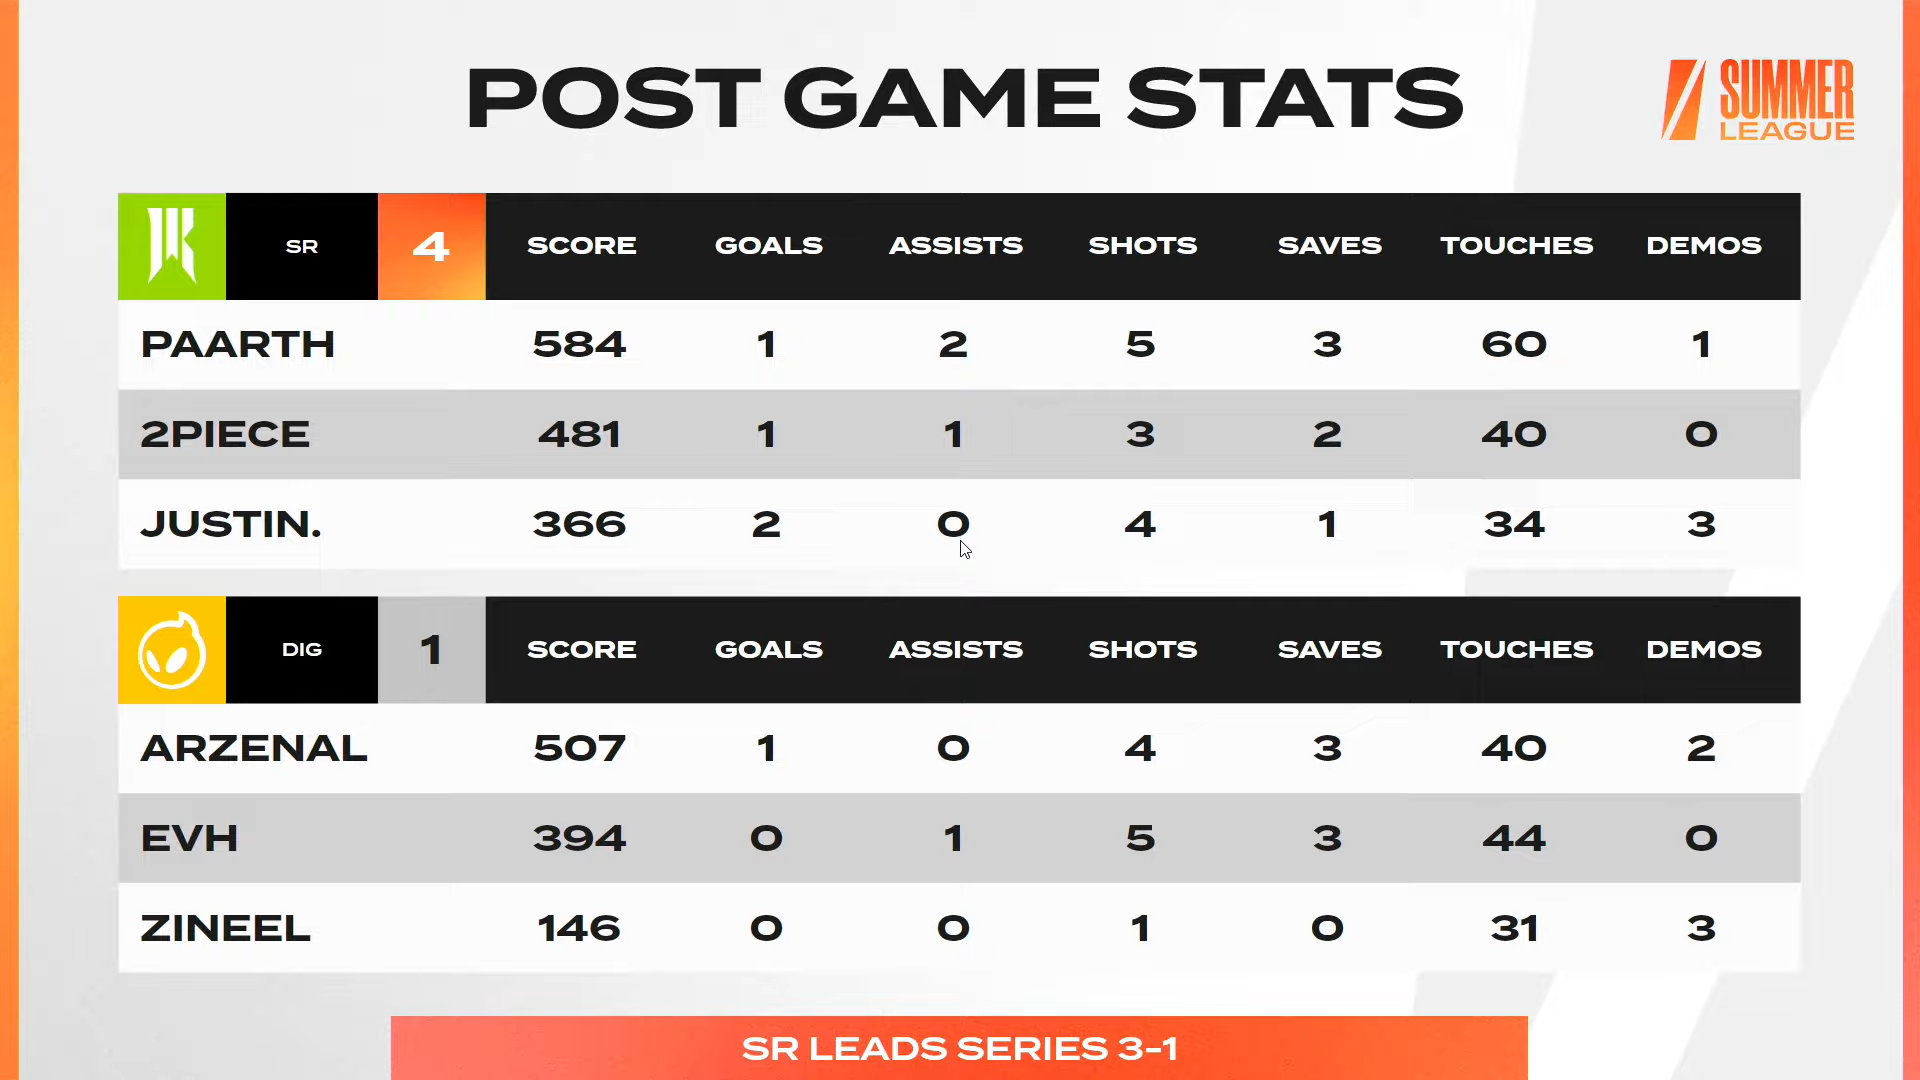 POST GAME STATS
SUMMER
LEAGUE
SR 4 SCORE GOALS ASSISTS SHOTS SAVES TOUCHES DEMOS
PAARTH 584 1 2 5 3 60 1
2PIECE 481 1 1 3 2 40 0
JUSTIN. 366 2 0 4 1 34 3
DIG 1 SCORE GOALS ASSISTS SHOTS SAVES TOUCHES DEMOS
ARZENAL 507 1 0 4 3 40 2
EVH 394 0 1 5 3 44 0
ZINEEL 146 0 0 1 0 31 3
SR LEADS SERIES 3-1